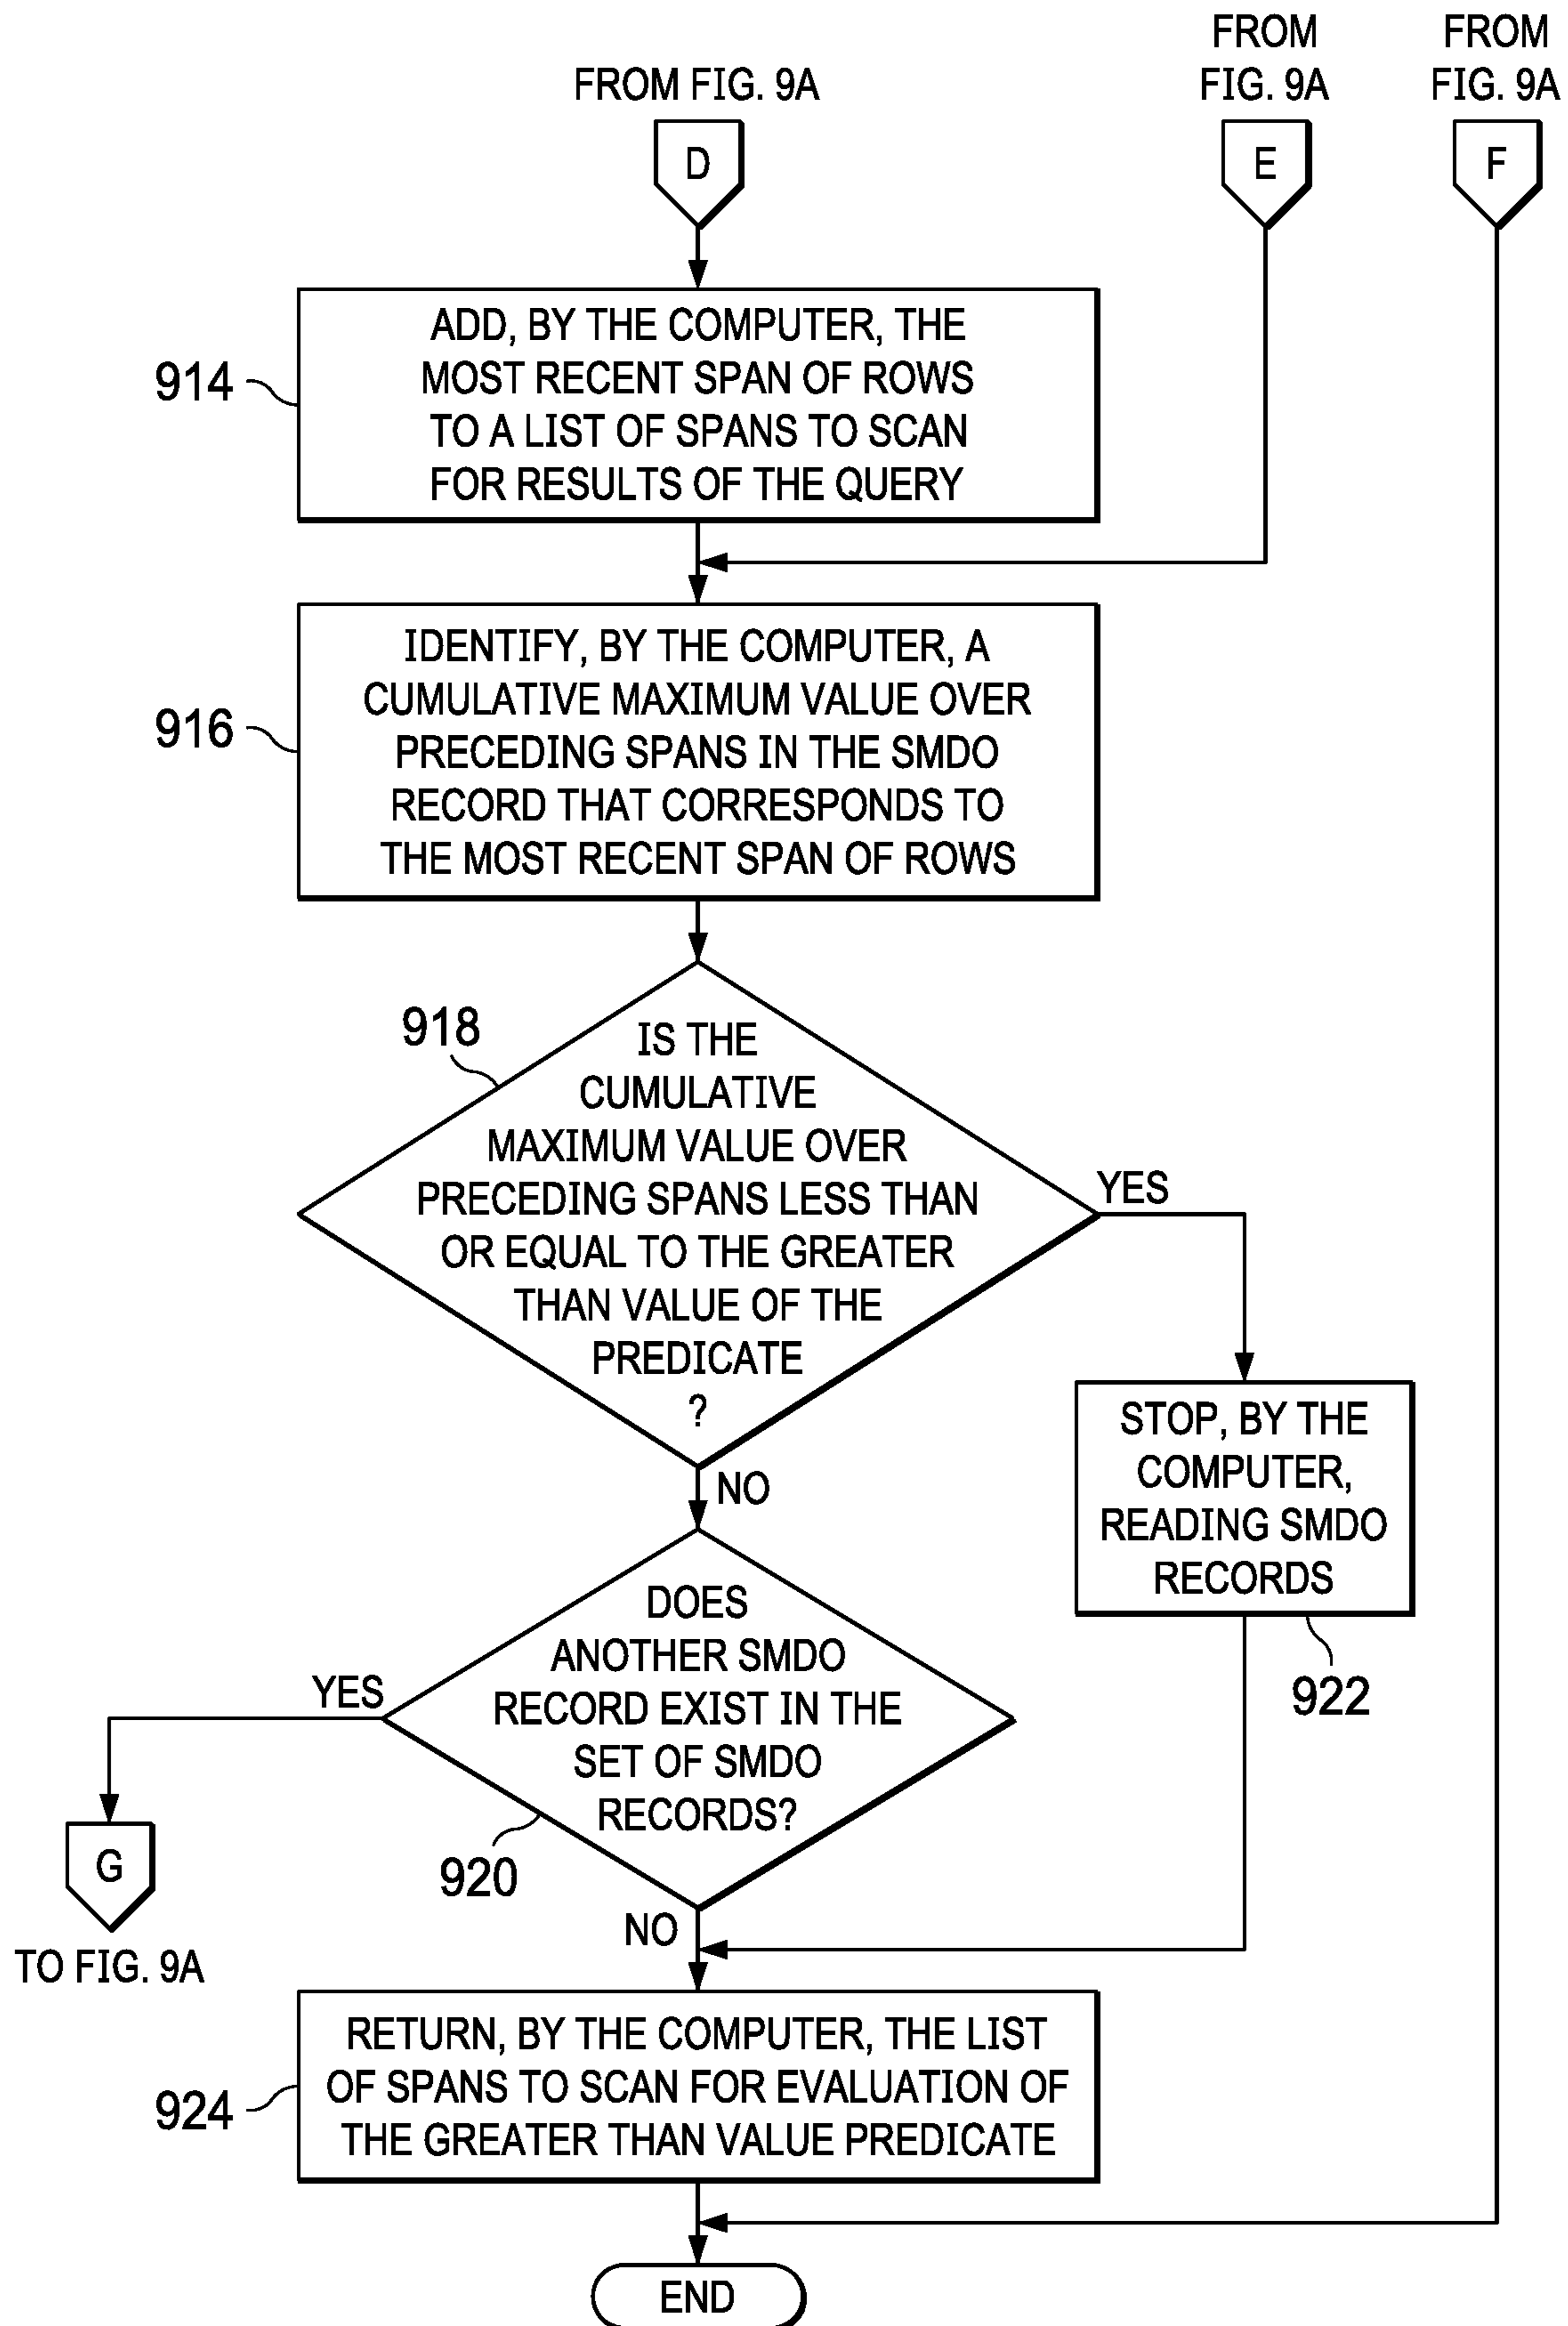 FROM FIG. 9A
FROM
FIG. 9A
FROM
FIG. 9A
D
E
F
914
ADD, BY THE COMPUTER, THE
MOST RECENT SPAN OF ROWS
TO A LIST OF SPANS TO SCAN
FOR RESULTS OF THE QUERY
916
IDENTIFY, BY THE COMPUTER, A
CUMULATIVE MAXIMUM VALUE OVER
PRECEDING SPANS IN THE SMDO
RECORD THAT CORRESPONDS TO
THE MOST RECENT SPAN OF ROWS
918
IS THE
CUMULATIVE
MAXIMUM VALUE OVER
PRECEDING SPANS LESS THAN
OR EQUAL TO THE GREATER
THAN VALUE OF THE
PREDICATE
?
YES
NO
STOP, BY THE
COMPUTER,
READING SMDO
RECORDS
922
DOES
ANOTHER SMDO
RECORD EXIST IN THE
SET OF SMDO
RECORDS?
920
YES
G
TO FIG. 9A
NO
924
RETURN, BY THE COMPUTER, THE LIST
OF SPANS TO SCAN FOR EVALUATION OF
THE GREATER THAN VALUE PREDICATE
END